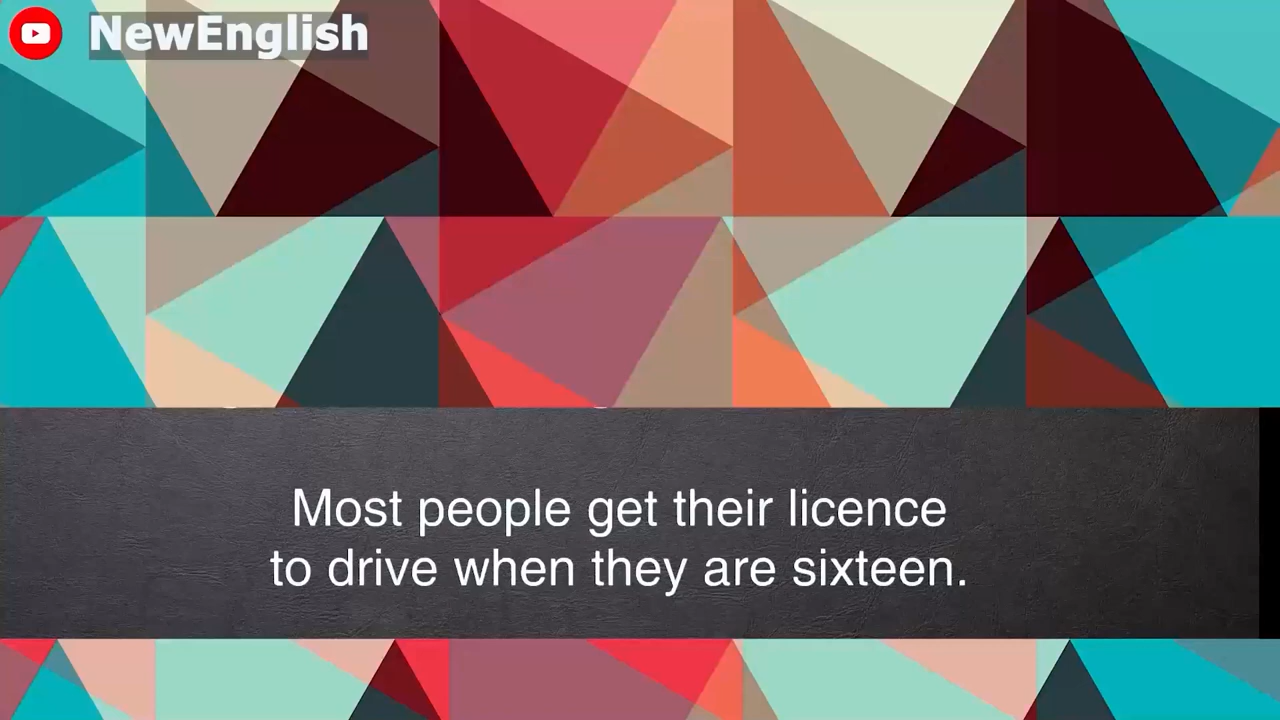 NewEnglish
Most people get their licence
to drive when they are sixteen.